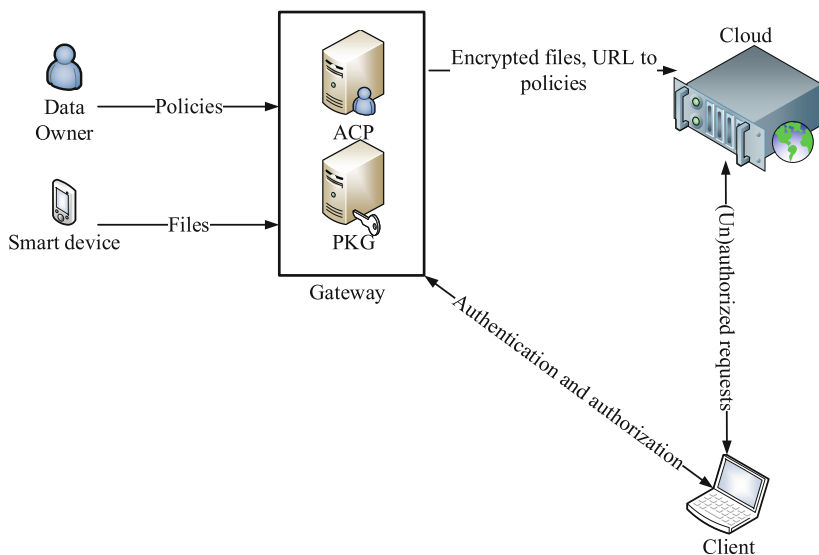 Cloud
Encrypted files, URL to
policies
Data
Owner
Policies
ACP
Smart device
Files
PKG
Gateway
(Un)authorized requests
Authentication and authorization
Client